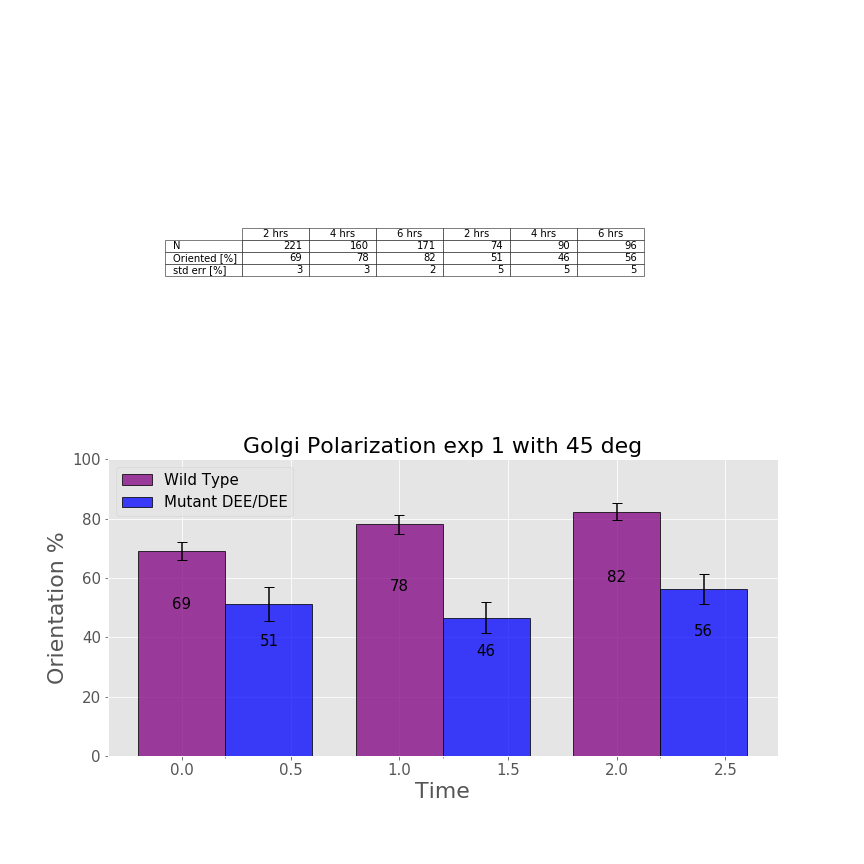 2 hrs 4 hrs 6 hrs 2 hrs 4 hrs 6 hrs
N 221 160 171 74 90 96
Oriented [%] 69 78 82 51 46 56
std err [%] 3 3 2 5 5 5
Golgi Polarization exp 1 with 45 deg
100
80
60
40
20
0
Orientation %
Wild Type
Mutant DEE/DEE
69
51
78
46
82
56
0.0 0.5 1.0 1.5 2.0 2.5
Time